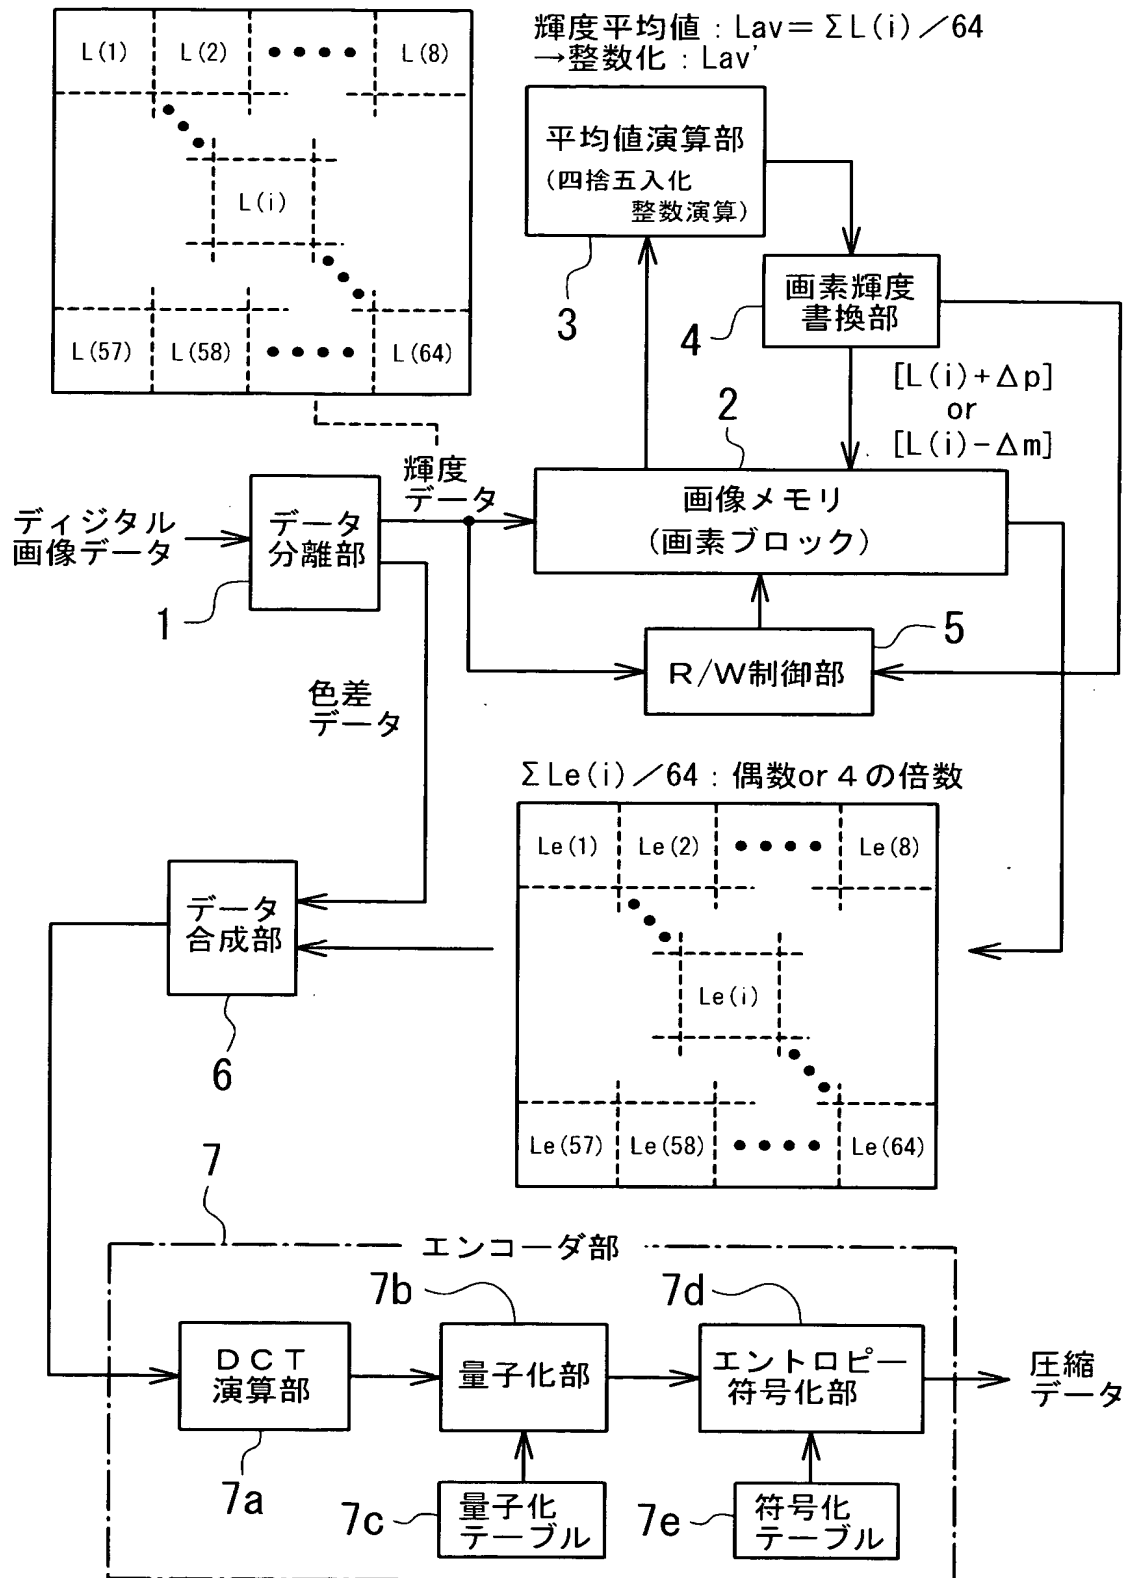 L(1) L(2) ●●●● L(8)
L(i)
L(57) L(58) ●●●● L(64)
輝度平均値：Lav＝ΣL(i)／64
→整数化：Lav'
平均値演算部
(四捨五入化
整数演算)
3
画素輝度
書換部
4
[L(i)+Δp]
or
[L(i)-Δm]
2
輝度
データ
画像メモリ
(画素ブロック)
ディジタル
画像データ
データ
分離部
1
5
R/W制御部
色差
データ
ΣLe(i)／64：偶数or４の倍数
Le(1) Le(2) ●●●● Le(8)
Le(i)
Le(57) Le(58) ●●●● Le(64)
データ
合成部
6
7
エンコーダ部
7b
7d
DCT
演算部
7a
量子化部
エントロピー
符号化部
圧縮
データ
7c
量子化
テーブル
7e
符号化
テーブル